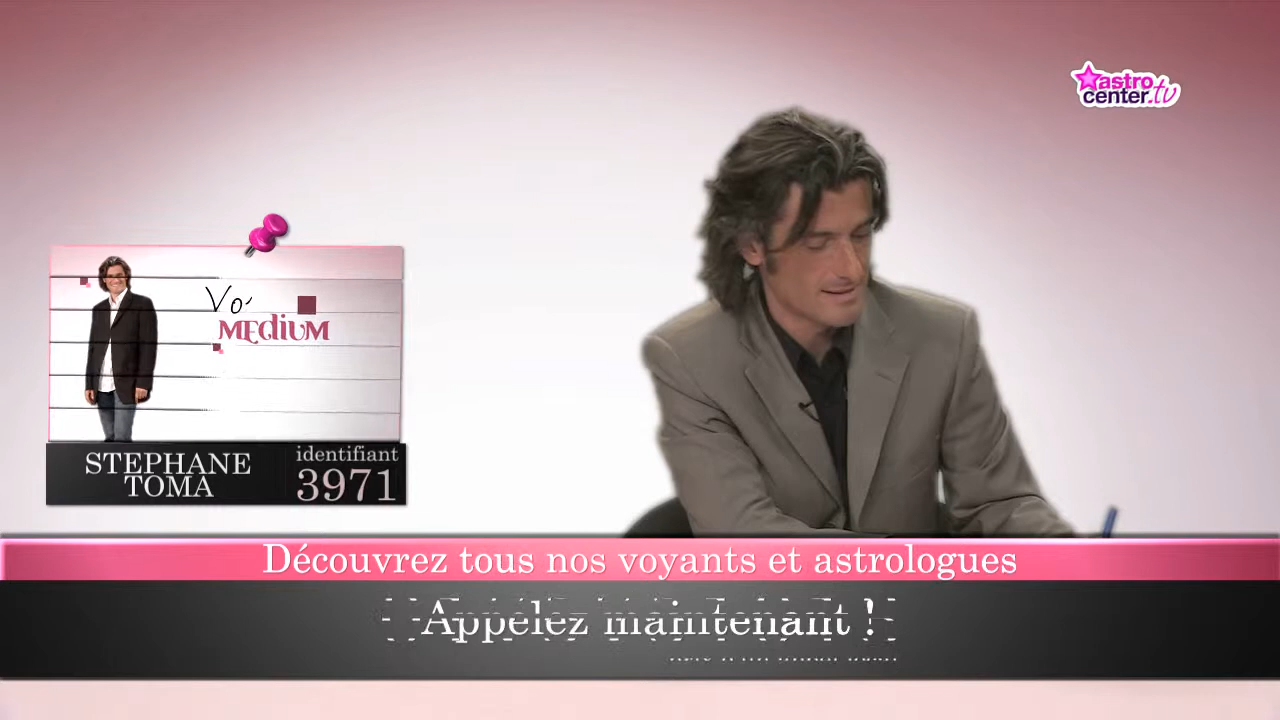 astro
center.tv
Vo
MEdiUM
STEPHANE
TOMA
identifiant
3971
Découvrez tous nos voyants et astrologues
Appelez maintenant !